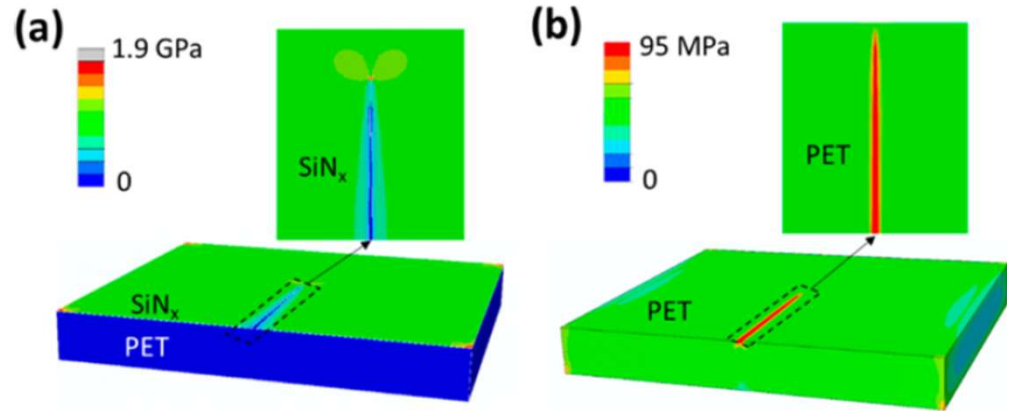 (a)
1.9 GPa
0
SiNₓ
SiNₓ
PET
(b)
95 MPa
0
PET
PET